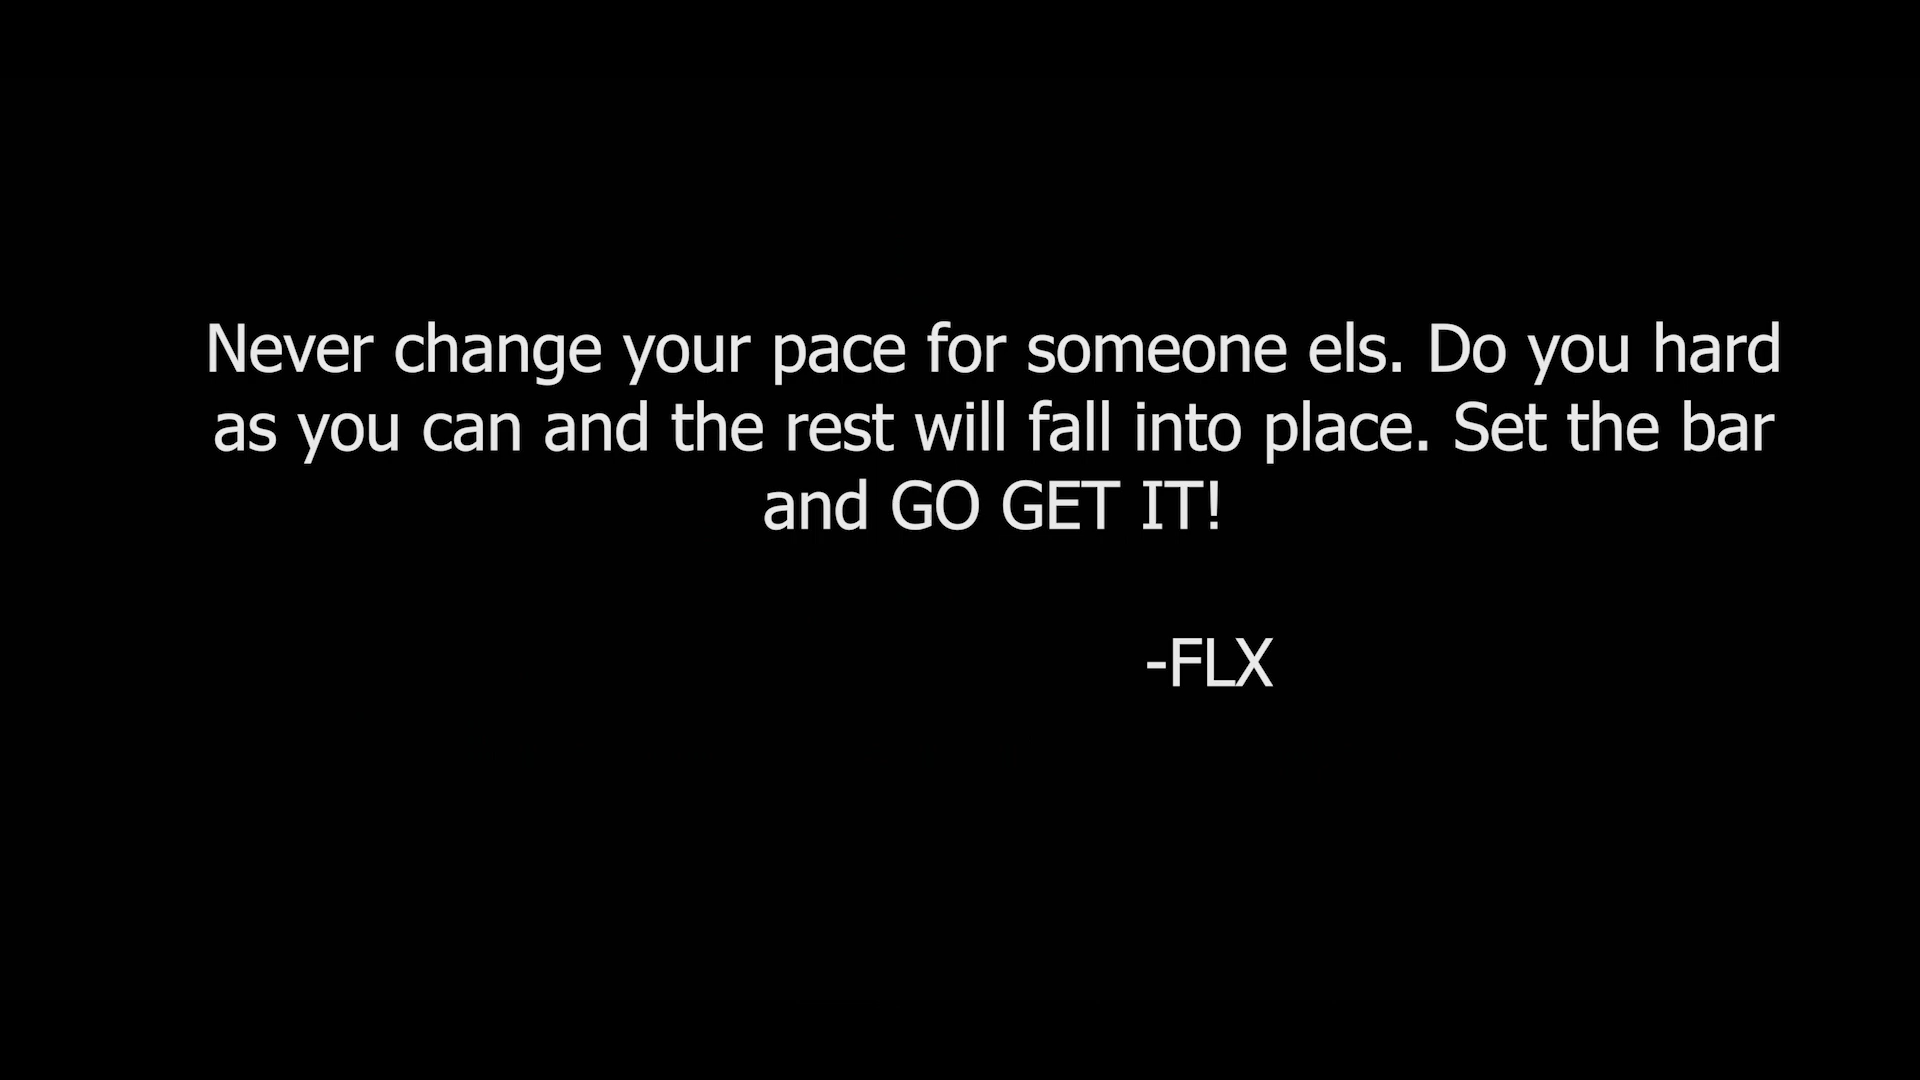 Never change your pace for someone els. Do you hard
as you can and the rest will fall into place. Set the bar
and GO GET IT!
-FLX